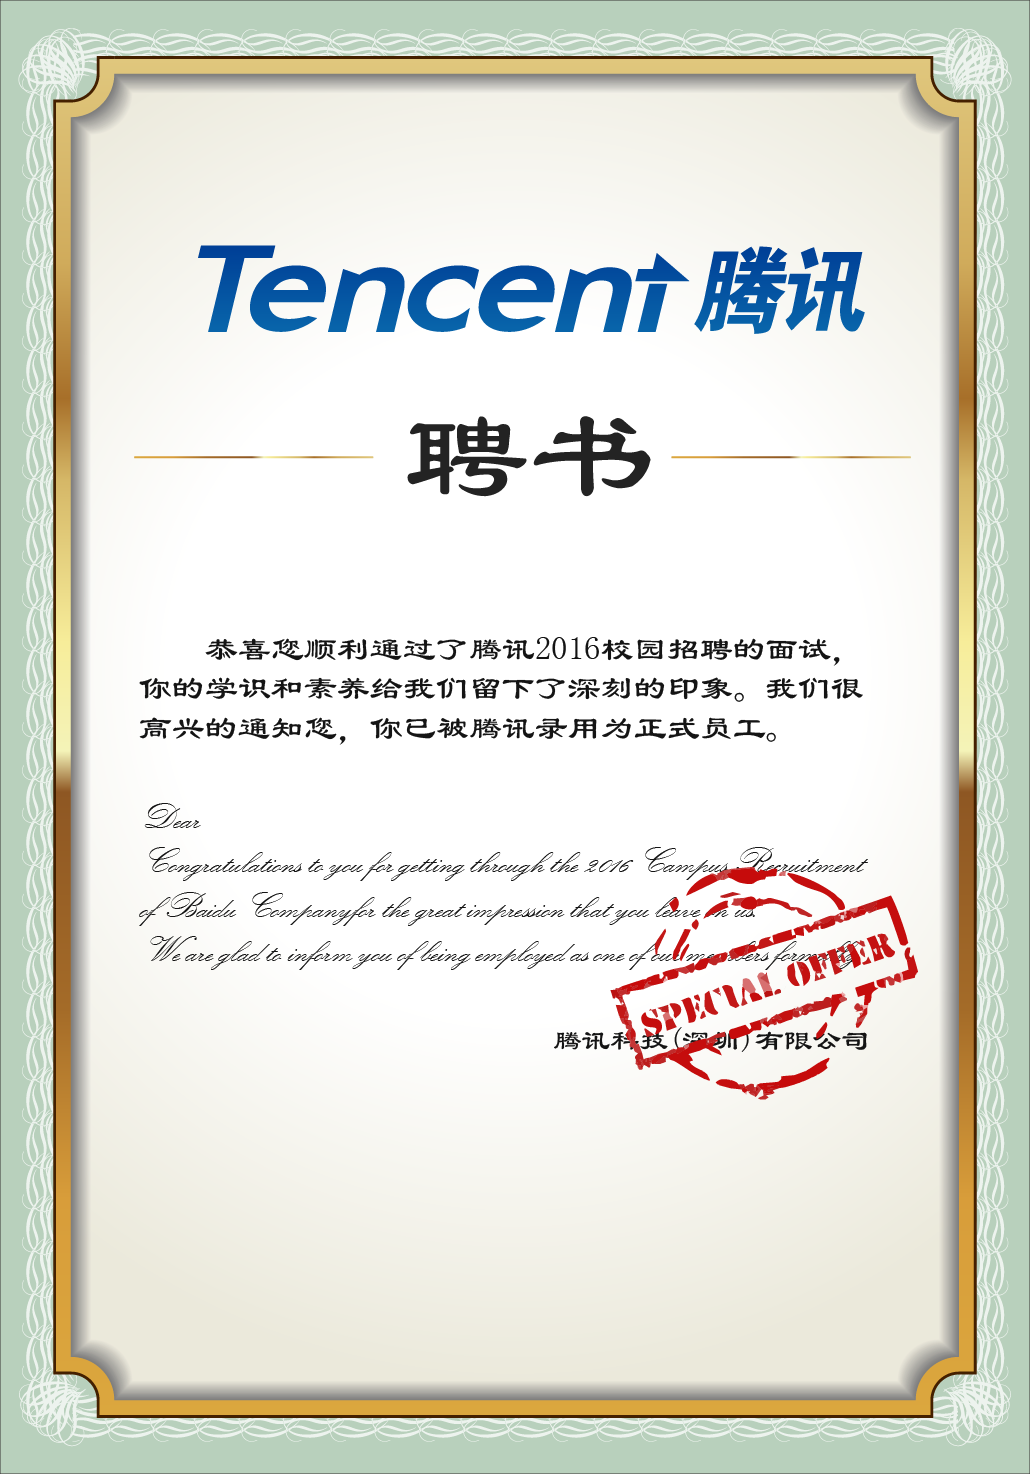 Tencent 腾讯
聘书
恭喜您顺利通过了腾讯2016校园招聘的面试，
你的学识和素养给我们留下了深刻的印象。我们很
高兴的通知您，你已被腾讯录用为正式员工。
Dear
Congratulations to you for getting through the 2016 Campus Recruitment
of Baidu Companyfor the great impression that you leave on us.
We are glad to inform you of being employed as one of our members formally.
SPECIAL OFFER
腾讯科技（深圳）有限公司